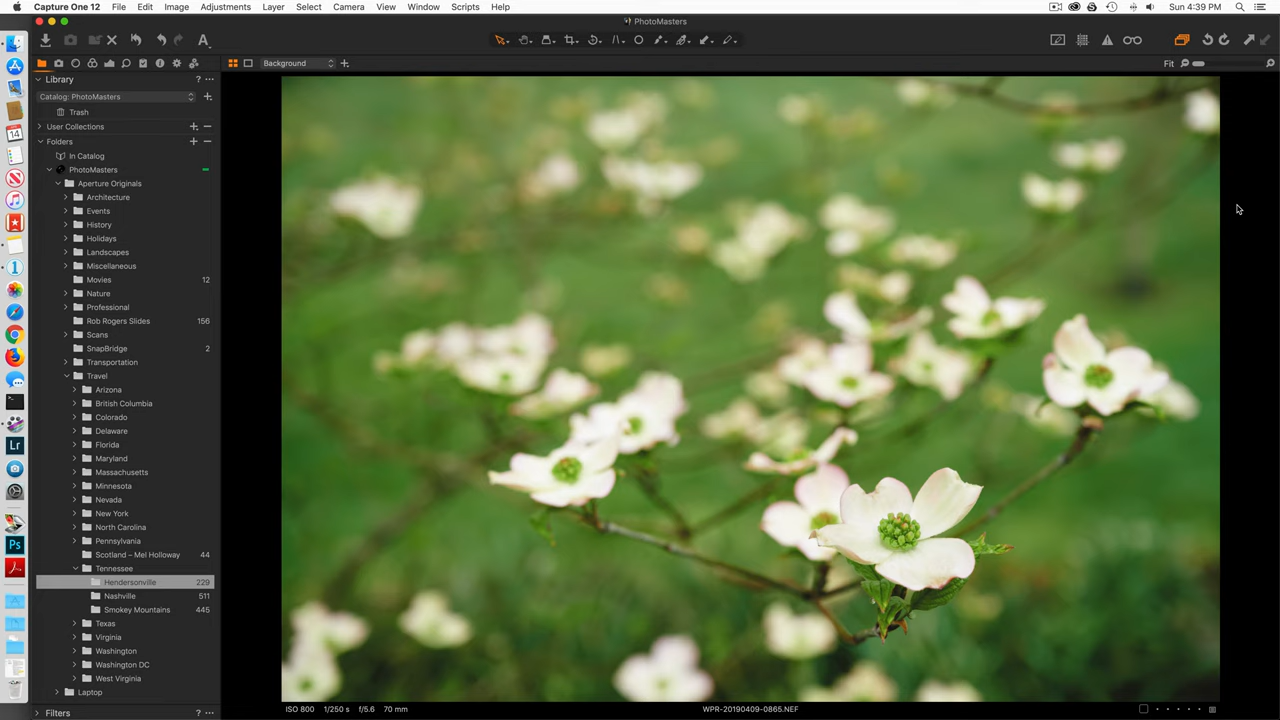 Capture One 12 File Edit Image Adjustments Layer Select Camera View Window Scripts Help Sun 4:39 PM
PhotoMasters
Background
Fit
Library
Catalog: PhotoMasters
Trash
User Collections
Folders
In Catalog
PhotoMasters
Aperture Originals
Architecture
Events
History
Holidays
Landscapes
Miscellaneous
Movies 12
Nature
Professional
Rob Rogers Slides 156
Scans
SnapBridge 2
Transportation
Travel
Arizona
British Columbia
Colorado
Delaware
Florida
Maryland
Massachusetts
Minnesota
Nevada
New York
North Carolina
Pennsylvania
Scotland – Mel Holloway 44
Tennessee
Hendersonville 229
Nashville 511
Smokey Mountains 445
Texas
Virginia
Washington
Washington DC
West Virginia
Laptop
Filters
ISO 800 1/250 s f/5.6 70 mm WPR-20190409-0865.NEF
14
Lr
Ps